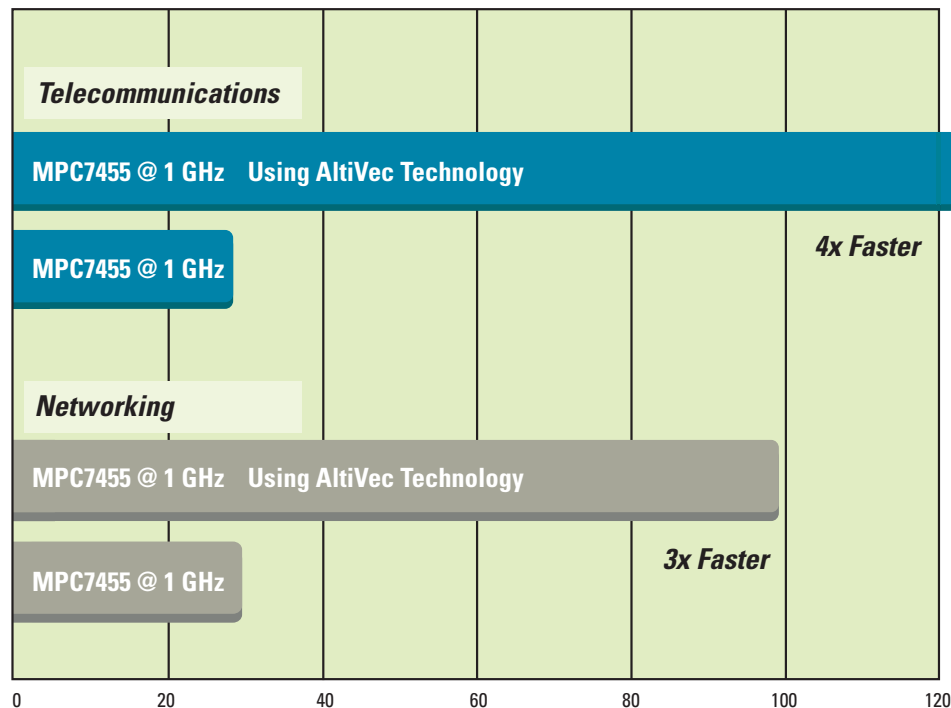 Telecommunications
MPC7455 @ 1 GHz Using AltiVec Technology
MPC7455 @ 1 GHz
4x Faster
Networking
MPC7455 @ 1 GHz Using AltiVec Technology
MPC7455 @ 1 GHz
3x Faster
0 20 40 60 80 100 120